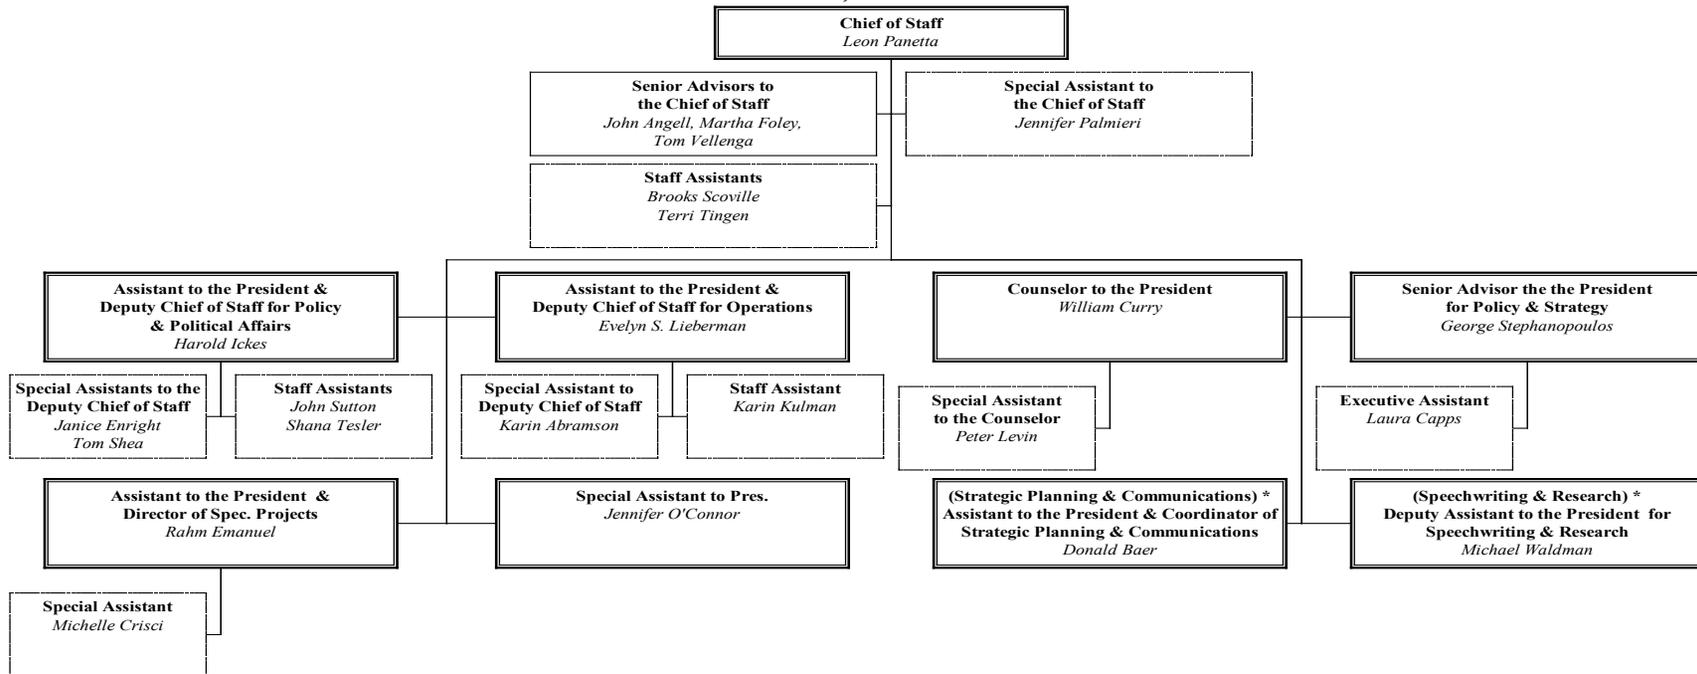 Chief of Staff
Leon Panetta
Senior Advisors to
the Chief of Staff
John Angell, Martha Foley,
Tom Vellenga
Special Assistant to
the Chief of Staff
Jennifer Palmieri
Staff Assistants
Brooks Scoville
Terri Tingen
Assistant to the President &
Deputy Chief of Staff for Policy
& Political Affairs
Harold Ickes
Assistant to the President &
Deputy Chief of Staff for Operations
Evelyn S. Lieberman
Counselor to the President
William Curry
Senior Advisor the the President
for Policy & Strategy
George Stephanopoulos
Special Assistants to the
Deputy Chief of Staff
Janice Enright
Tom Shea
Staff Assistants
John Sutton
Shana Tesler
Special Assistant to
Deputy Chief of Staff
Karin Abramson
Staff Assistant
Karin Kulman
Special Assistant
to the Counselor
Peter Levin
Executive Assistant
Laura Capps
Assistant to the President &
Director of Spec. Projects
Rahm Emanuel
Special Assistant to Pres.
Jennifer O'Connor
(Strategic Planning & Communications) *
Assistant to the President & Coordinator of
Strategic Planning & Communications
Donald Baer
(Speechwriting & Research) *
Deputy Assistant to the President for
Speechwriting & Research
Michael Waldman
Special Assistant
Michelle Crisci